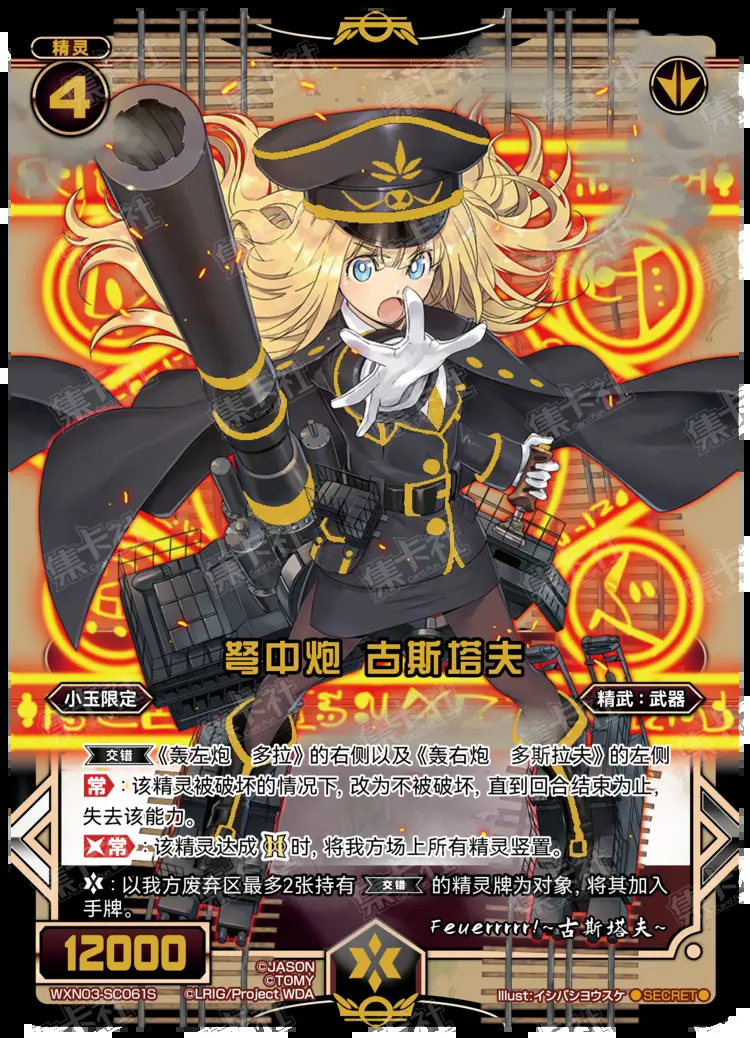 精灵
4
弩中炮 古斯塔夫
小玉限定
精武：武器
交错 《轰左炮 多拉》的右侧以及《轰右炮 多斯拉夫》的左侧
常：该精灵被破坏的情况下, 改为不被破坏, 直到回合结束为止,
失去该能力。
常：该精灵达成 时, 将我方场上所有精灵竖置。
：以我方废弃区最多2张持有 交错 的精灵牌为对象, 将其加入
手牌。
Feuerrrrr!~古斯塔夫~
12000
©JASON
©TOMY
WXN03-SC061S ©LRIG/Project WDA
Illust:イシバシヨウスケ ●SECRET●
集卡社